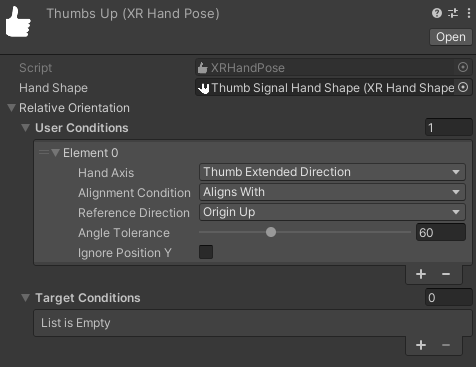 Thumbs Up (XR Hand Pose)
Open
Script XRHandPose
Hand Shape Thumb Signal Hand Shape (XR Hand Shape
Relative Orientation
User Conditions 1
Element 0
Hand Axis Thumb Extended Direction
Alignment Condition Aligns With
Reference Direction Origin Up
Angle Tolerance 60
Ignore Position Y
+ −
Target Conditions 0
List is Empty
+ −